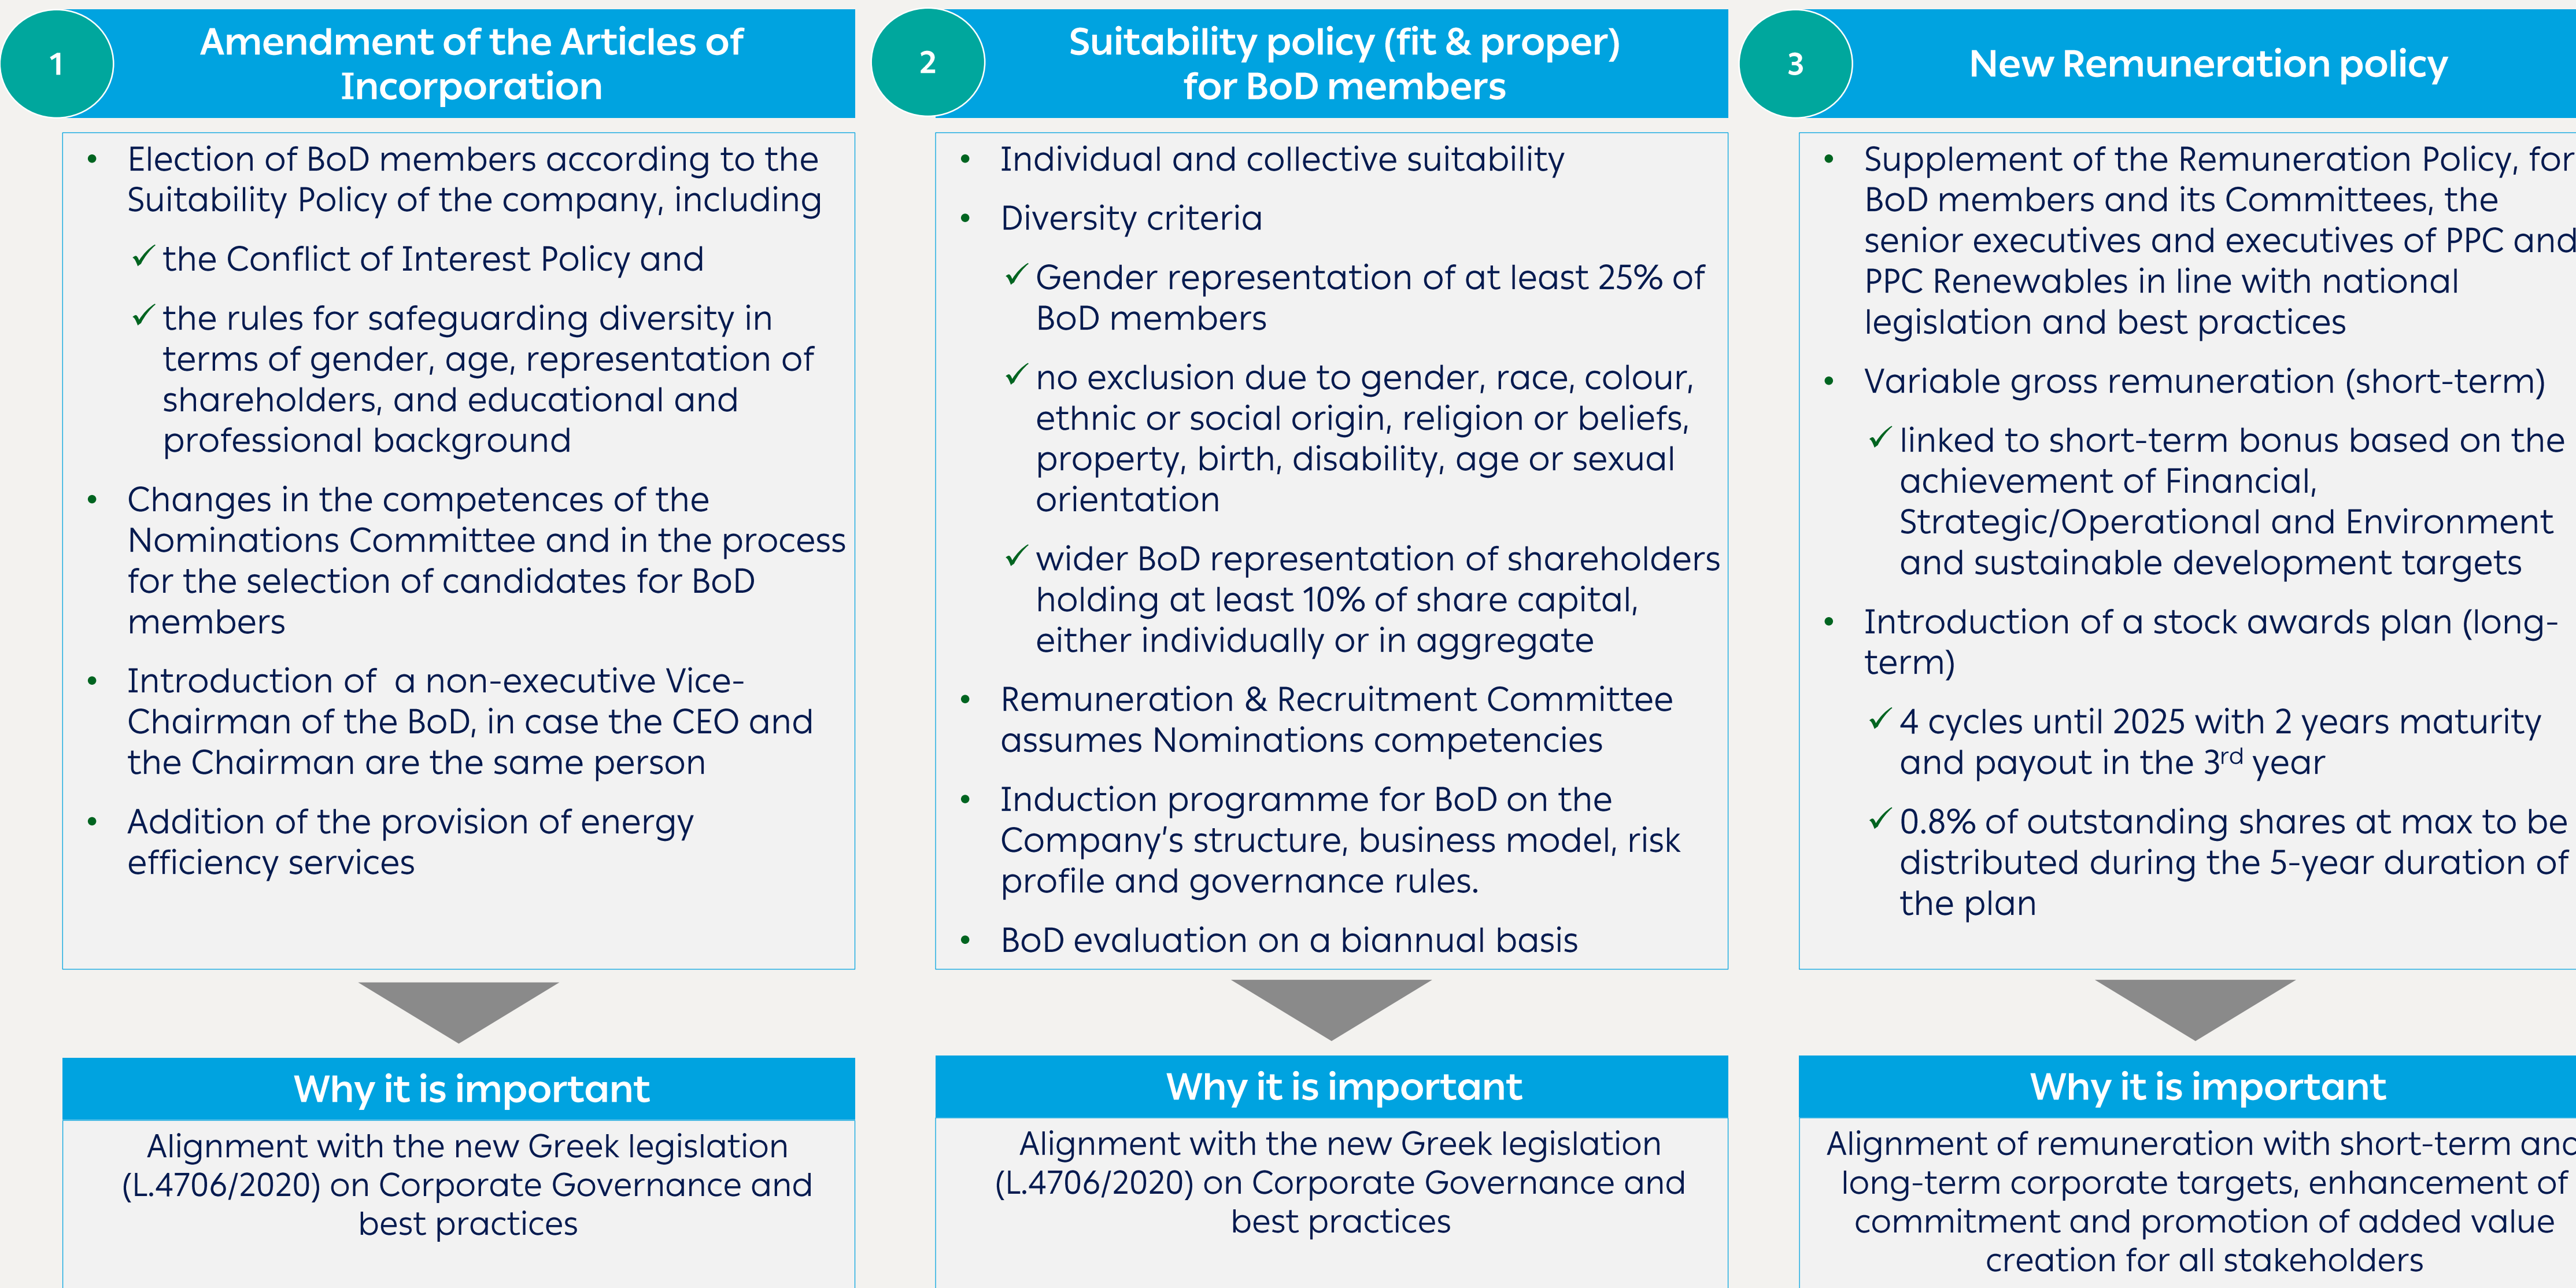 1
Amendment of the Articles of
Incorporation
• Election of BoD members according to the
Suitability Policy of the company, including
✓ the Conflict of Interest Policy and
✓ the rules for safeguarding diversity in
terms of gender, age, representation of
shareholders, and educational and
professional background
• Changes in the competences of the
Nominations Committee and in the process
for the selection of candidates for BoD
members
• Introduction of  a non-executive Vice-
Chairman of the BoD, in case the CEO and
the Chairman are the same person
• Addition of the provision of energy
efficiency services
Why it is important
Alignment with the new Greek legislation
(L.4706/2020) on Corporate Governance and
best practices
2
Suitability policy (fit & proper)
for BoD members
• Individual and collective suitability
• Diversity criteria
✓ Gender representation of at least 25% of
BoD members
✓ no exclusion due to gender, race, colour,
ethnic or social origin, religion or beliefs,
property, birth, disability, age or sexual
orientation
✓ wider BoD representation of shareholders
holding at least 10% of share capital,
either individually or in aggregate
• Remuneration & Recruitment Committee
assumes Nominations competencies
• Induction programme for BoD on the
Company's structure, business model, risk
profile and governance rules.
• BoD evaluation on a biannual basis
Why it is important
Alignment with the new Greek legislation
(L.4706/2020) on Corporate Governance and
best practices
3
New Remuneration policy
• Supplement of the Remuneration Policy, for
BoD members and its Committees, the
senior executives and executives of PPC and
PPC Renewables in line with national
legislation and best practices
• Variable gross remuneration (short-term)
✓ linked to short-term bonus based on the
achievement of Financial,
Strategic/Operational and Environment
and sustainable development targets
• Introduction of a stock awards plan (long-
term)
✓ 4 cycles until 2025 with 2 years maturity
and payout in the 3rd year
✓ 0.8% of outstanding shares at max to be
distributed during the 5-year duration of
the plan
Why it is important
Alignment of remuneration with short-term and
long-term corporate targets, enhancement of
commitment and promotion of added value
creation for all stakeholders